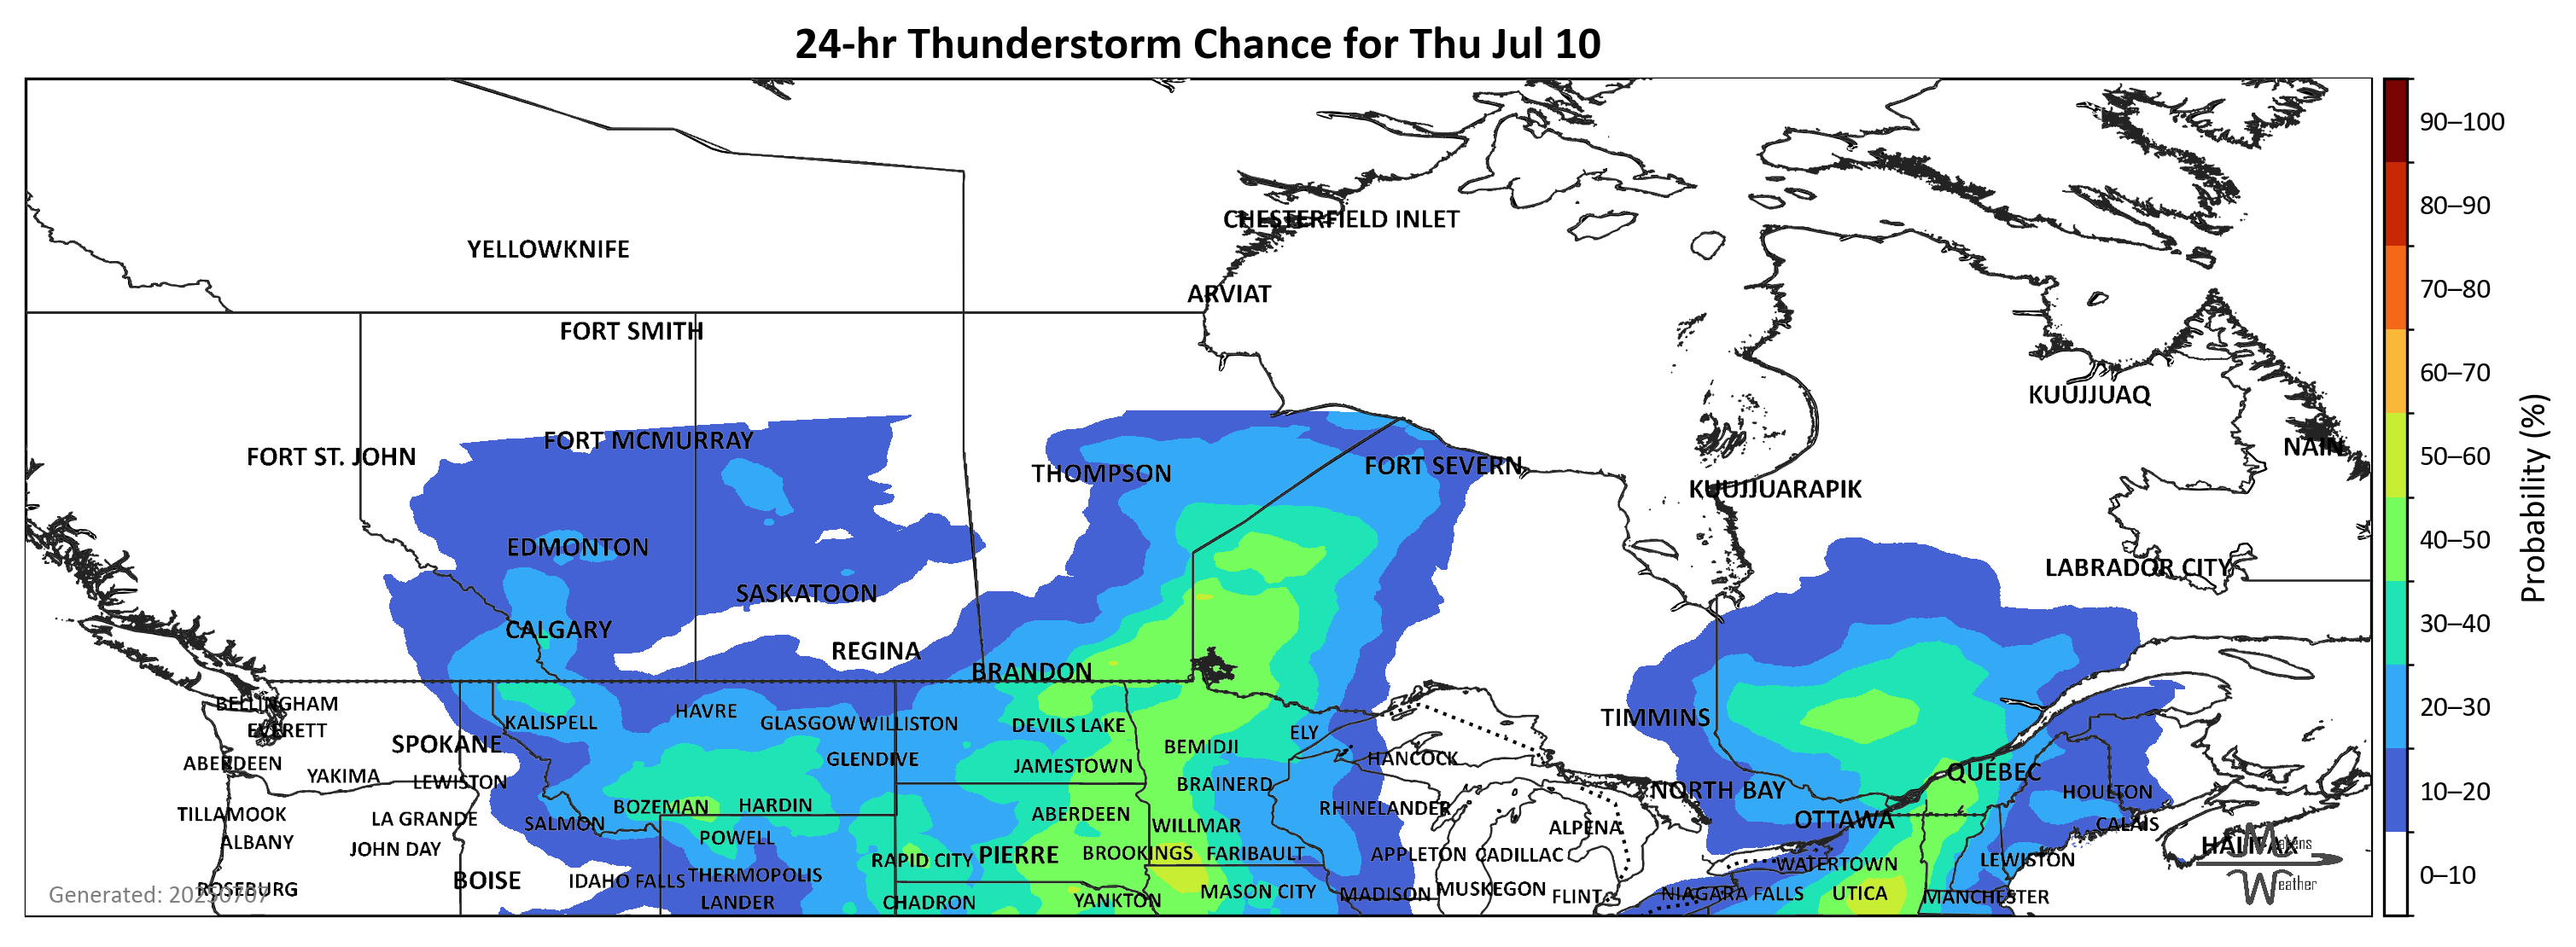 24-hr Thunderstorm Chance for Thu Jul 10
90–100
80–90
CHESTERFIELD INLET
YELLOWKNIFE
70–80
ARVIAT
FORT SMITH
60–70
KUUJJUAQ
FORT MCMURRAY
NAIN
50–60
FORT ST. JOHN
THOMPSON
FORT SEVERN
KUUJJUARAPIK
Probability (%)
EDMONTON
40–50
LABRADOR CITY
SASKATOON
30–40
CALGARY
REGINA
BRANDON
BELLINGHAM
20–30
KALISPELL
HAVRE
GLASGOW
WILLISTON
DEVILS LAKE
TIMMINS
EVERETT
ELY
SPOKANE
BEMIDJI
HANCOCK
ABERDEEN
GLENDIVE
JAMESTOWN
QUÉBEC
YAKIMA
LEWISTON
BRAINERD
NORTH BAY
HOULTON
10–20
TILLAMOOK
BOZEMAN
HARDIN
RHINELANDER
LA GRANDE
SALMON
ABERDEEN
WILLMAR
ALPENA
OTTAWA
CALAIS
ALBANY
JOHN DAY
POWELL
HALIFAX
Makens
Weather
RAPID CITY
PIERRE
BROOKINGS
FARIBAULT
APPLETON
CADILLAC
WATERTOWN
LEWISTON
BOISE
IDAHO FALLS
THERMOPOLIS
0–10
ROSEBURG
Generated: 20250707
LANDER
CHADRON
YANKTON
MASON CITY
MADISON
MUSKEGON
FLINT
NIAGARA FALLS
UTICA
MANCHESTER